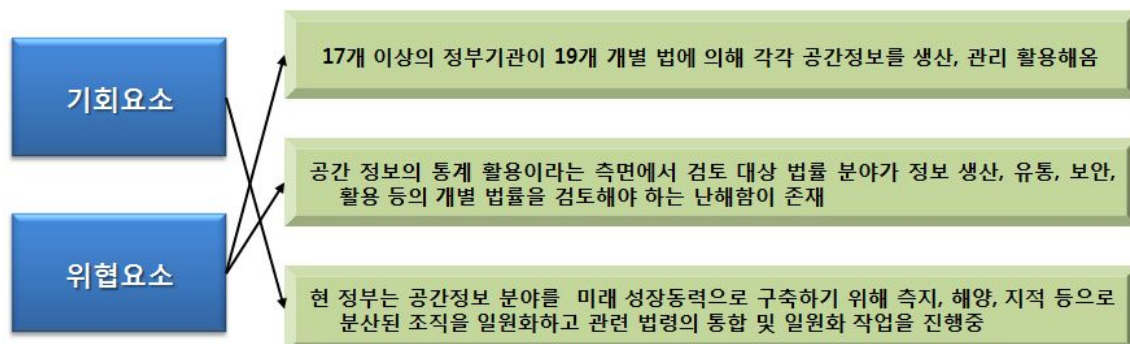 기회요소
위협요소
17개 이상의 정부기관이 19개 개별 법에 의해 각각 공간정보를 생산, 관리 활용해옴
공간 정보의 통계 활용이라는 측면에서 검토 대상 법률 분야가 정보 생산, 유통, 보안,
활용 등의 개별 법률을 검토해야 하는 난해함이 존재
현 정부는 공간정보 분야를 미래 성장동력으로 구축하기 위해 측지, 해양, 지적 등으로
분산된 조직을 일원화하고 관련 법령의 통합 및 일원화 작업을 진행중